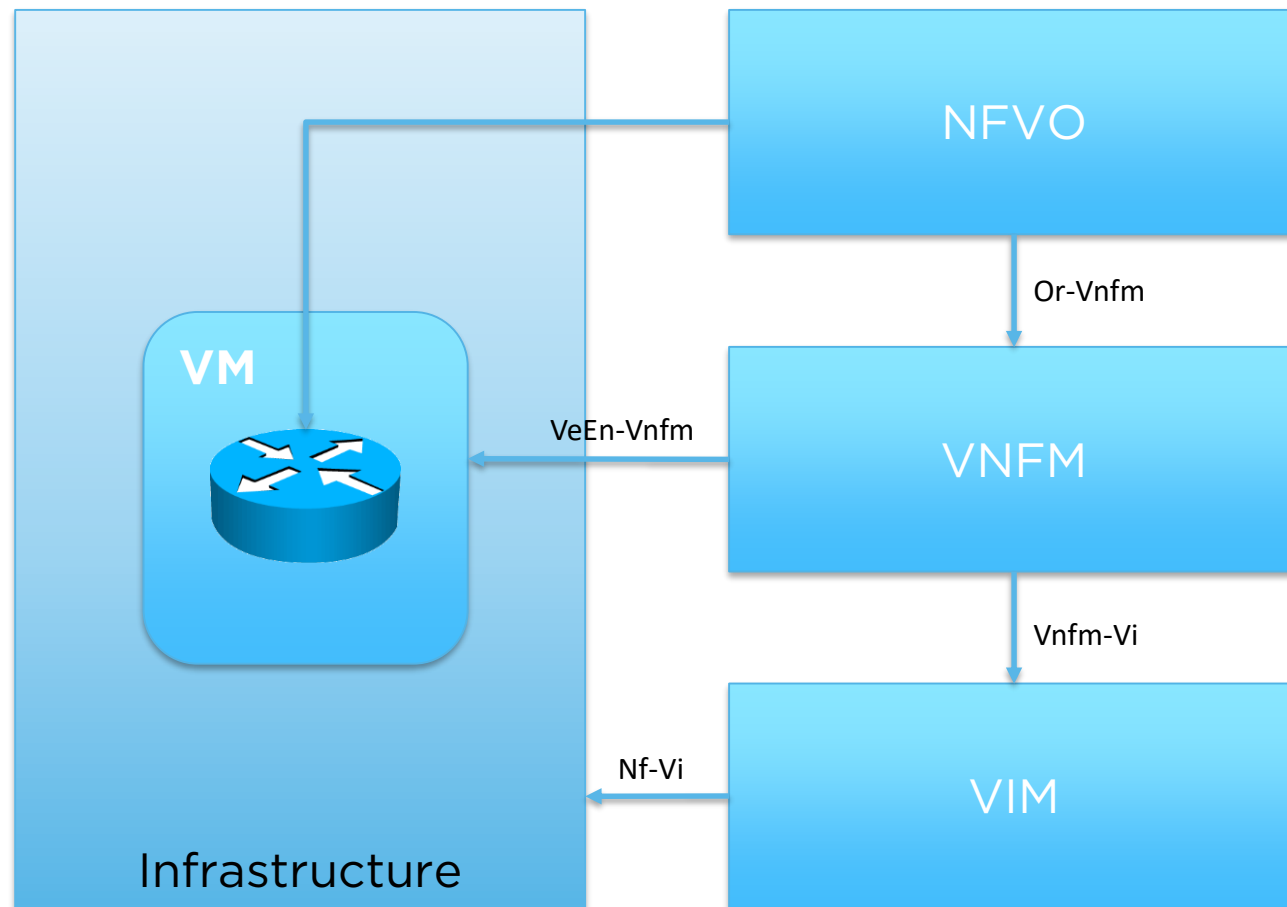 NFVO
Or-Vnfm
VM
VeEn-Vnfm
VNFM
Vnfm-Vi
Nf-Vi
VIM
Infrastructure